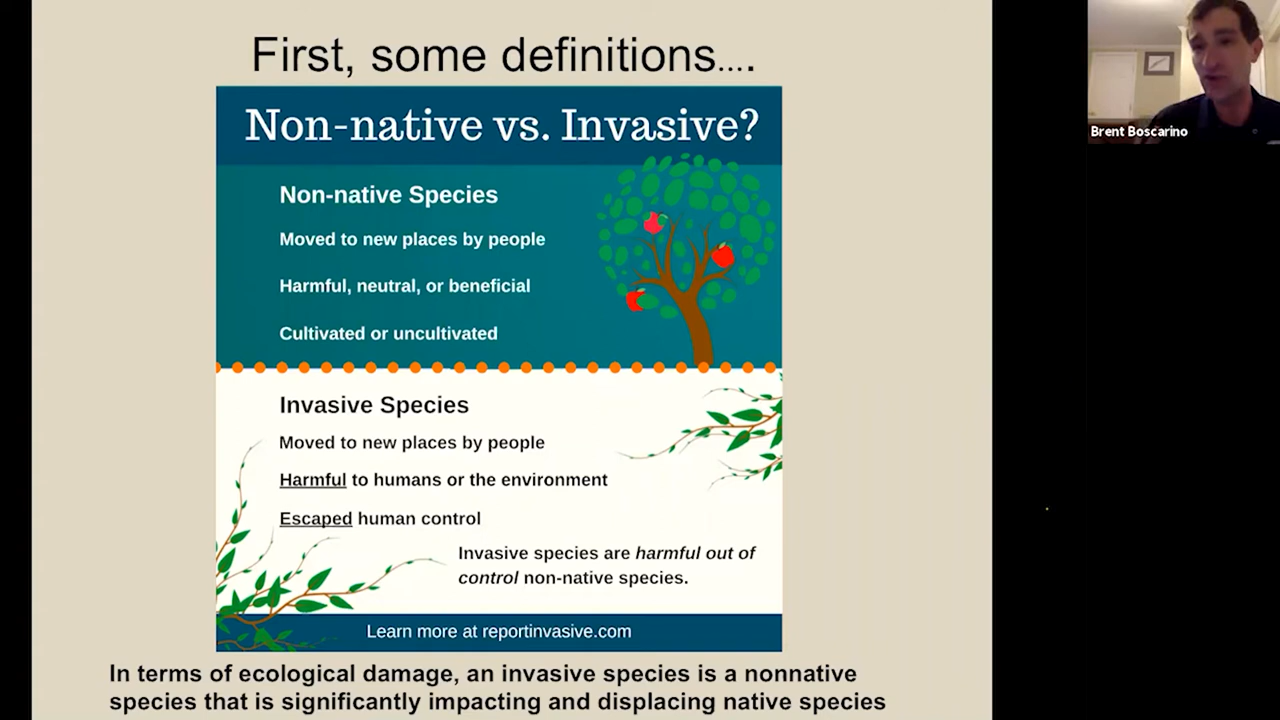 First, some definitions....
Non-native vs. Invasive?
Non-native Species
Moved to new places by people
Harmful, neutral, or beneficial
Cultivated or uncultivated
Invasive Species
Moved to new places by people
Harmful to humans or the environment
Escaped human control
Invasive species are harmful out of
control non-native species.
Learn more at reportinvasive.com
In terms of ecological damage, an invasive species is a nonnative
species that is significantly impacting and displacing native species
Brent Boscarino